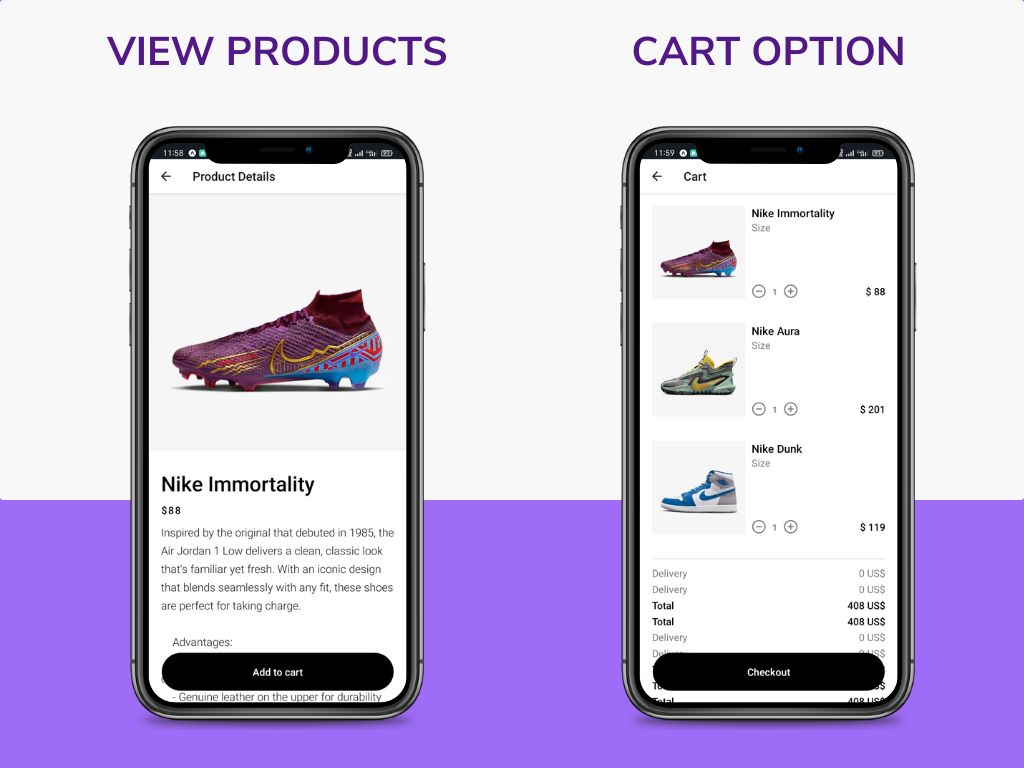 VIEW PRODUCTS
11:58
Product Details
Nike Immortality
$88
Inspired by the original that debuted in 1985, the
Air Jordan 1 Low delivers a clean, classic look
that's familiar yet fresh. With an iconic design
that blends seamlessly with any fit, these shoes
are perfect for taking charge.
Advantages:
Add to cart
- Genuine leather on the upper for durability
CART OPTION
11:59
Cart
Nike Immortality
Size
1 $ 88
Nike Aura
Size
1 $ 201
Nike Dunk
Size
1 $ 119
Delivery 0 US$
Delivery 0 US$
Total 408 US$
Total 408 US$
Delivery 0 US$
Checkout
Total 408 US$